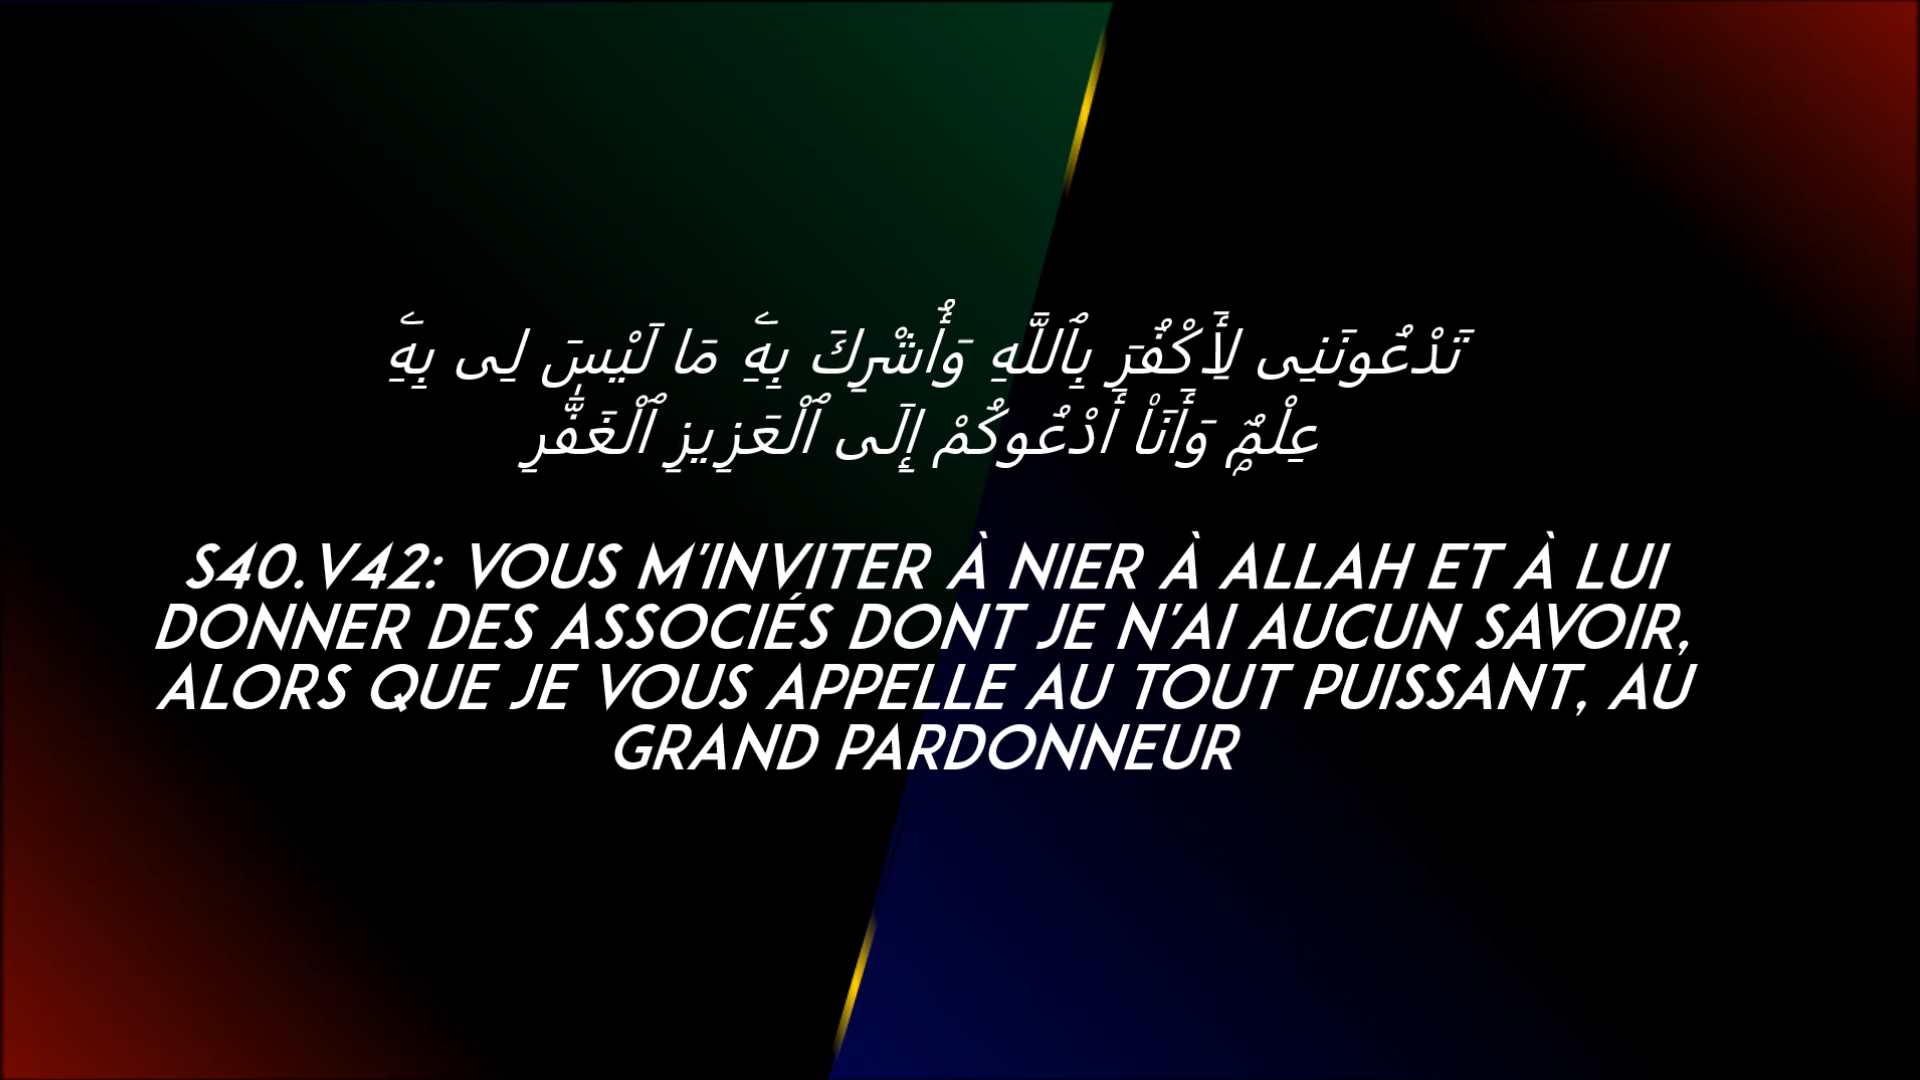 تَدْعُونَنِى لِأَكْفُرَ بِٱللَّهِ وَأُشْرِكَ بِهِۦ مَا لَيْسَ لِى بِهِۦ
عِلْمٌۭ وَأَنَا۠ أَدْعُوكُمْ إِلَى ٱلْعَزِيزِ ٱلْغَفَّٰرِ
S40.V42: VOUS M'INVITER À NIER À ALLAH ET À LUI
DONNER DES ASSOCIÉS DONT JE N'AI AUCUN SAVOIR,
ALORS QUE JE VOUS APPELLE AU TOUT PUISSANT, AU
GRAND PARDONNEUR